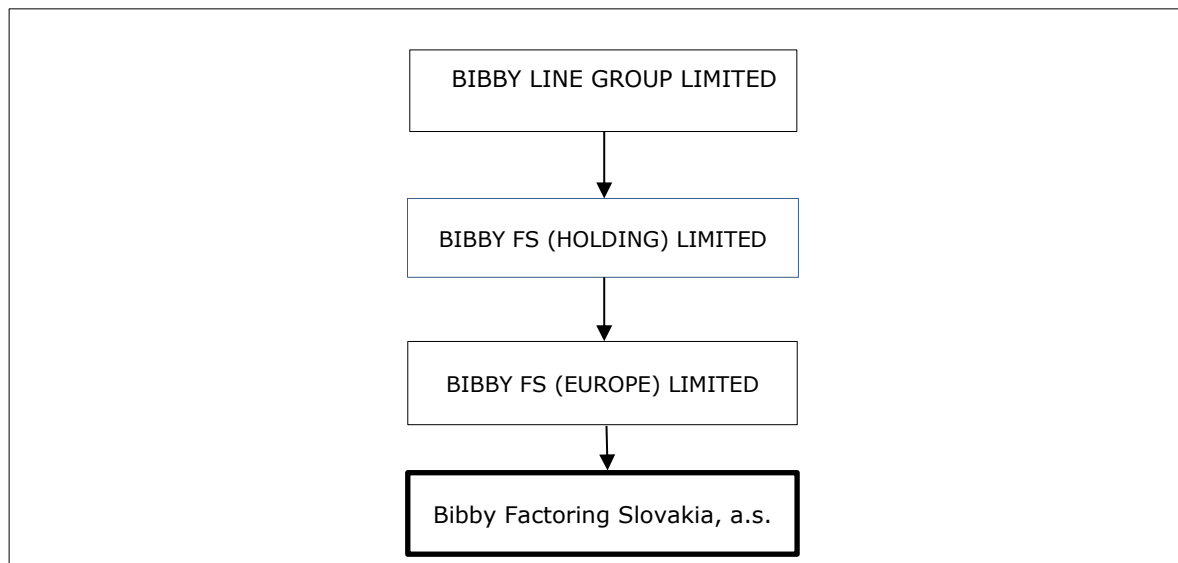 BIBBY LINE GROUP LIMITED
BIBBY FS (HOLDING) LIMITED
BIBBY FS (EUROPE) LIMITED
Bibby Factoring Slovakia, a.s.